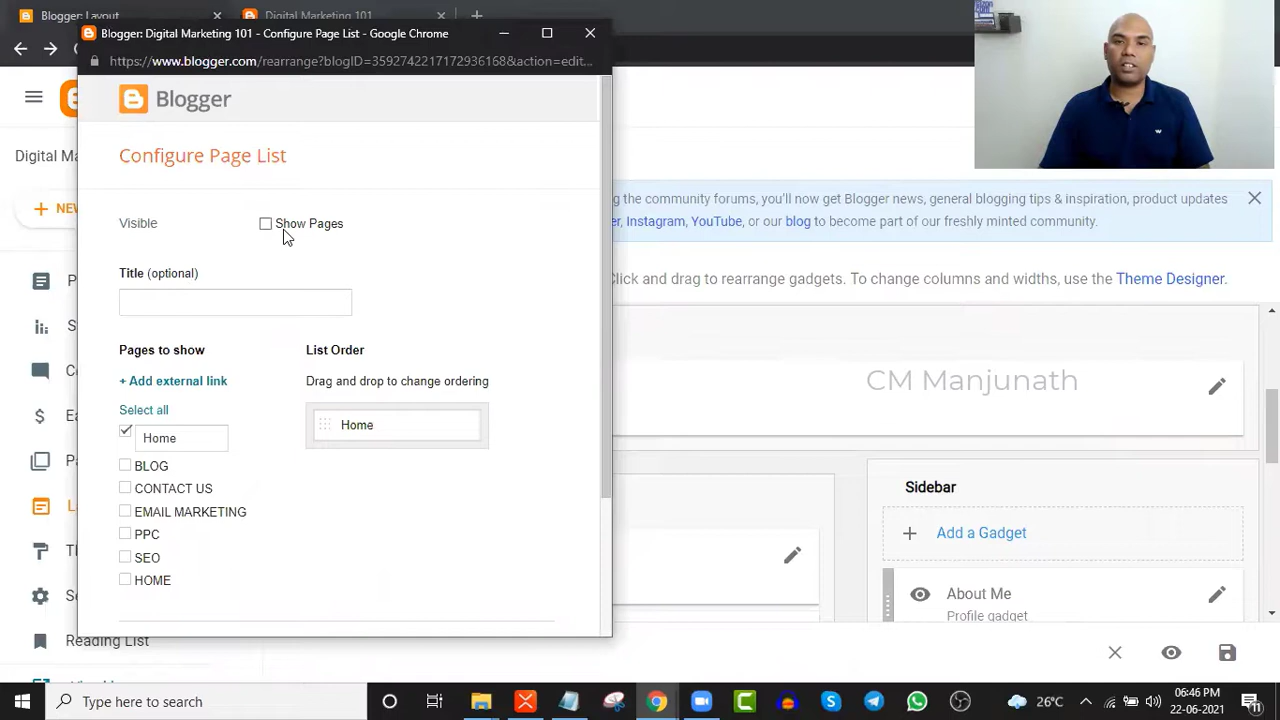 Blogger: Layout
Digital Marketing 101
Blogger: Digital Marketing 101 - Configure Page List - Google Chrome
https://www.blogger.com/rearrange?blogID=3592742217172936168&action=edit...
Blogger
Configure Page List
Visible
Show Pages
Title (optional)
Pages to show
List Order
+ Add external link
Drag and drop to change ordering
Select all
Home
Home
BLOG
CONTACT US
EMAIL MARKETING
PPC
SEO
HOME
Digital Ma
NEW
Reading List
the community forums, you'll now get Blogger news, general blogging tips & inspiration, product updates
Instagram, YouTube, or our blog to become part of our freshly minted community.
Click and drag to rearrange gadgets. To change columns and widths, use the Theme Designer.
CM Manjunath
Sidebar
Add a Gadget
About Me
Profile gadget
Type here to search
26°C
06:46 PM
22-06-2021
11